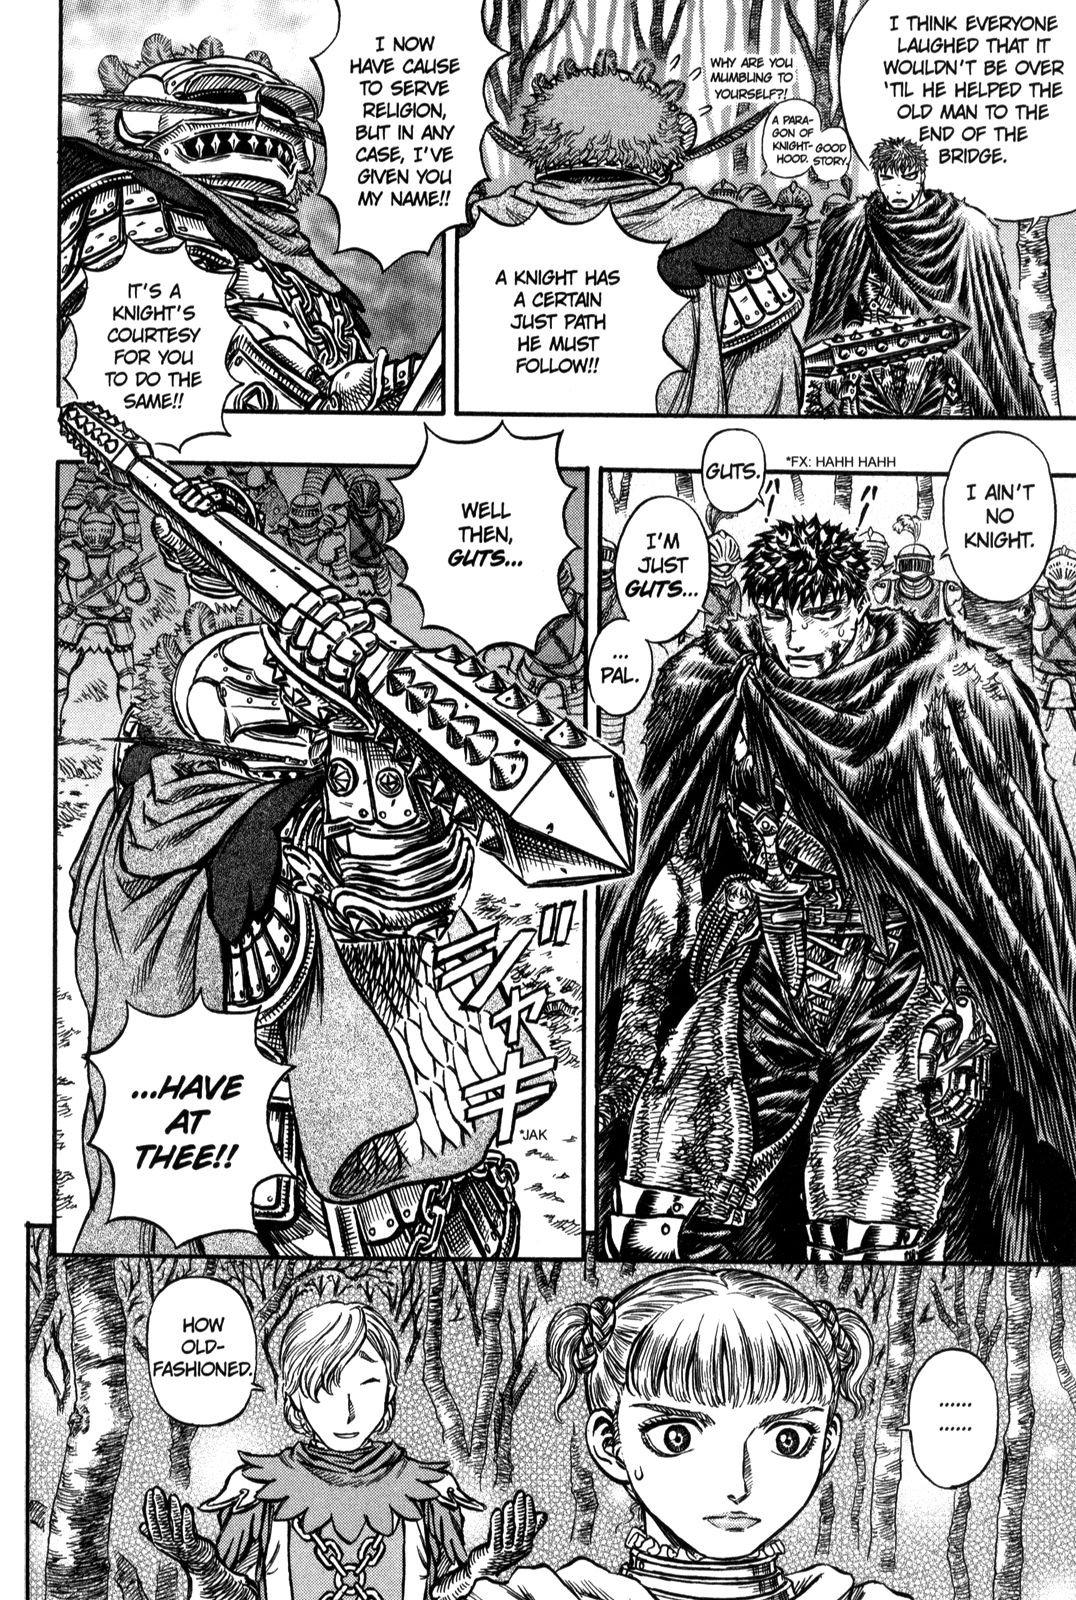 I THINK EVERYONE
LAUGHED THAT IT
WOULDN'T BE OVER
'TIL HE HELPED THE
OLD MAN TO THE
END OF THE
BRIDGE.
WHY ARE YOU
MUMBLING TO
YOURSELF?!
GOOD
STORY.
A PARA-
GON OF
KNIGHT-
HOOD.
A KNIGHT HAS
A CERTAIN
JUST PATH
HE MUST
FOLLOW!!
I NOW
HAVE CAUSE
TO SERVE
RELIGION,
BUT IN ANY
CASE, I'VE
GIVEN YOU
MY NAME!!
IT'S A
KNIGHT'S
COURTESY
FOR YOU
TO DO THE
SAME!!
I AIN'T
NO
KNIGHT.
*FX: HAHH HAHH
GUTS.
I'M
JUST
GUTS...
...
PAL.
WELL
THEN,
GUTS...
ジャキ
*JAK
...HAVE
AT
THEE!!
......
......
HOW
OLD-
FASHIONED.